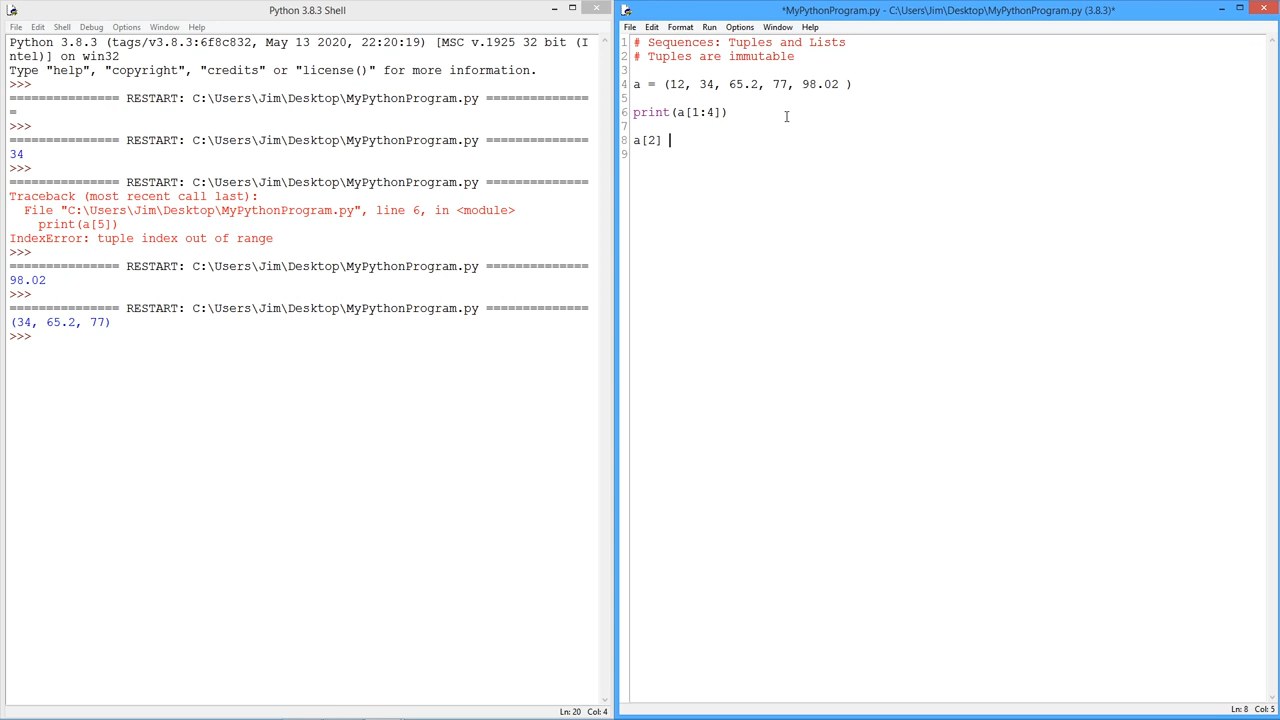 Python 3.8.3 Shell
File Edit Shell Debug Options Window Help
Python 3.8.3 (tags/v3.8.3:6f8c832, May 13 2020, 22:20:19) [MSC v.1925 32 bit (I
ntel)] on win32
Type "help", "copyright", "credits" or "license()" for more information.
>>>
=============== RESTART: C:\Users\Jim\Desktop\MyPythonProgram.py ==============
=
>>>
=============== RESTART: C:\Users\Jim\Desktop\MyPythonProgram.py ==============
34
>>>
=============== RESTART: C:\Users\Jim\Desktop\MyPythonProgram.py ==============
Traceback (most recent call last):
  File "C:\Users\Jim\Desktop\MyPythonProgram.py", line 6, in <module>
    print(a[5])
IndexError: tuple index out of range
>>>
=============== RESTART: C:\Users\Jim\Desktop\MyPythonProgram.py ==============
98.02
>>>
=============== RESTART: C:\Users\Jim\Desktop\MyPythonProgram.py ==============
(34, 65.2, 77)
>>>
Ln: 20 Col: 4
*MyPythonProgram.py - C:\Users\Jim\Desktop\MyPythonProgram.py (3.8.3)*
File Edit Format Run Options Window Help
1 # Sequences: Tuples and Lists
2 # Tuples are immutable
3
4 a = (12, 34, 65.2, 77, 98.02 )
5
6 print(a[1:4])
7
8 a[2]
9
Ln: 8 Col: 5